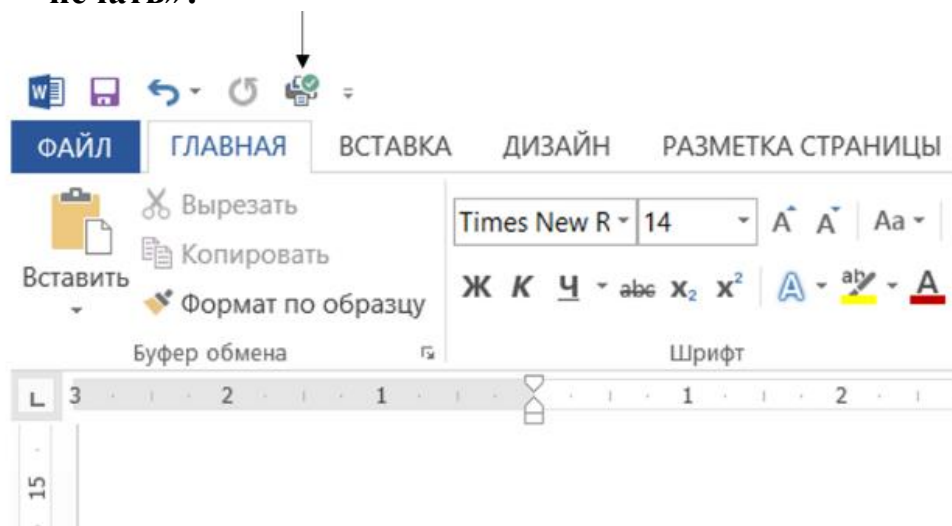 печать»:
ФАЙЛ ГЛАВНАЯ ВСТАВКА ДИЗАЙН РАЗМЕТКА СТРАНИЦЫ
Вставить
Вырезать
Копировать
Формат по образцу
Буфер обмена
Times New R 14 A A Aa
Ж К Ч abc x₂ x² A ab A
Шрифт
L 3 2 1 1 2
15